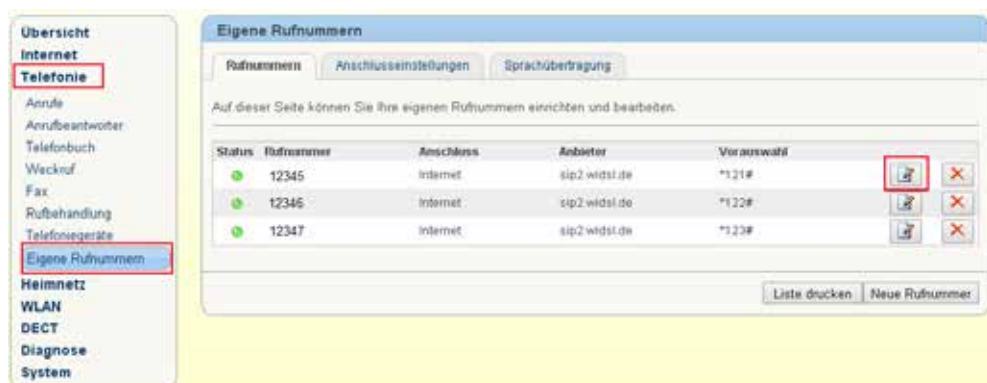 Übersicht
Internet
Telefonie
Anrufe
Anrufbeantworter
Telefonbuch
Weckruf
Fax
Rufbehandlung
Telefoniegeräte
Eigene Rufnummern
Heimnetz
WLAN
DECT
Diagnose
System
Eigene Rufnummern
Rufnummern Anschlusseinstellungen Sprachübertragung
Auf dieser Seite können Sie Ihre eigenen Rufnummern einrichten und bearbeiten.
Status Rufnummer Anschluss Anbieter Vorauswahl
12345 Internet sip2.widsl.de *121#
12346 Internet sip2.widsl.de *122#
12347 Internet sip2.widsl.de *123#
Liste drucken Neue Rufnummer